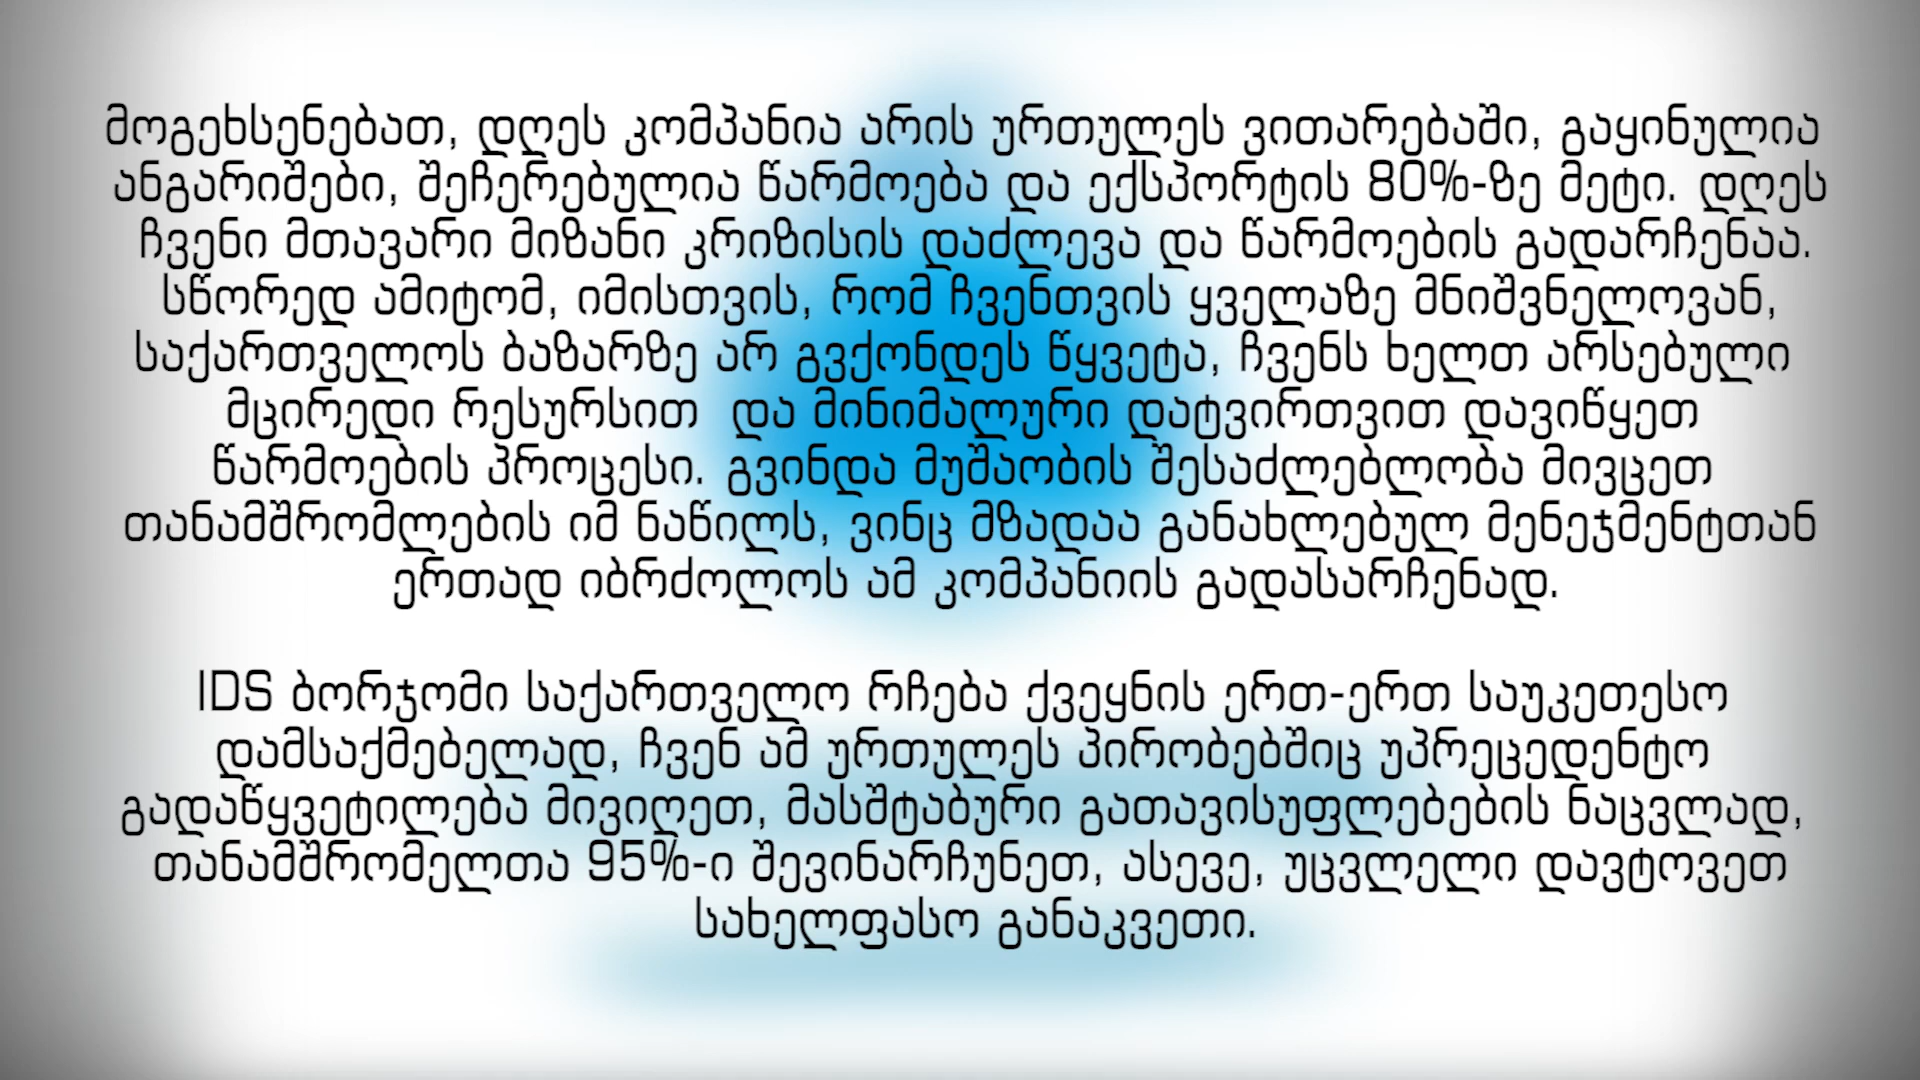 მოგეხსენებათ, დღეს კომპანია არის ურთულეს ვითარებაში, გაყინულია
ანგარიშები, შეჩერებულია წარმოება და ექსპორტის 80%-ზე მეტი. დღეს
ჩვენი მთავარი მიზანი კრიზისის დაძლევა და წარმოების გადარჩენაა.
სწორედ ამიტომ, იმისთვის, რომ ჩვენთვის ყველაზე მნიშვნელოვან,
საქართველოს ბაზარზე არ გვქონდეს წყვეტა, ჩვენს ხელთ არსებული
მცირედი რესურსით და მინიმალური დატვირთვით დავიწყეთ
წარმოების პროცესი. გვინდა მუშაობის შესაძლებლობა მივცეთ
თანამშრომლების იმ ნაწილს, ვინც მზადაა განახლებულ მენეჯმენტთან
ერთად იბრძოლოს ამ კომპანიის გადასარჩენად.
IDS ბორჯომი საქართველო რჩება ქვეყნის ერთ-ერთ საუკეთესო
დამსაქმებელად, ჩვენ ამ ურთულეს პირობებშიც უპრეცედენტო
გადაწყვეტილება მივიღეთ, მასშტაბური გათავისუფლებების ნაცვლად,
თანამშრომელთა 95%-ი შევინარჩუნეთ, ასევე, უცვლელი დავტოვეთ
სახელფასო განაკვეთი.